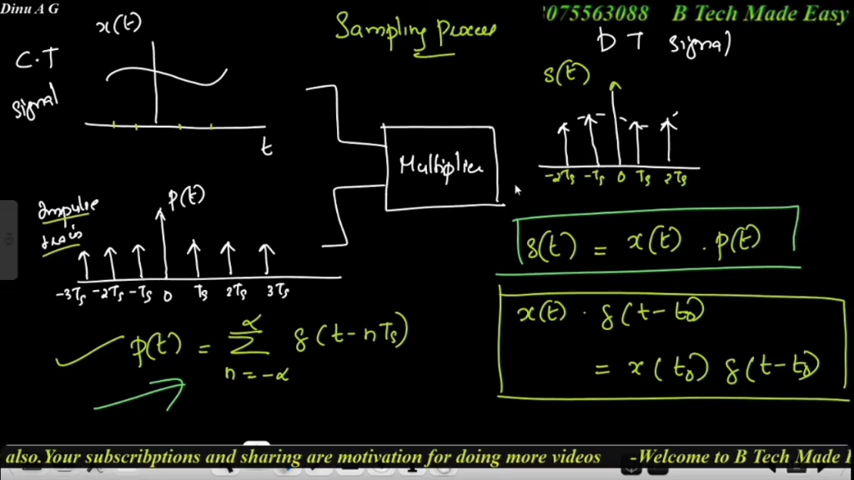 Dinu A G
:075563088 B Tech Made Easy
Sampling Process
x(t)
C.T
signal
t
DT signal
s(t)
-2Ts -Ts 0 Ts 2Ts
Multiplier
Impulse
train
p(t)
-3Ts -2Ts -Ts 0 Ts 2Ts 3Ts
s(t) = x(t) . p(t)
p(t) = ∑ δ(t-nTs)
∞
n=-∞
x(t) · δ(t-t0)
= x(t0) δ(t-t0)
also.Your subscribptions and sharing are motivation for doing more videos -Welcome to B Tech Made